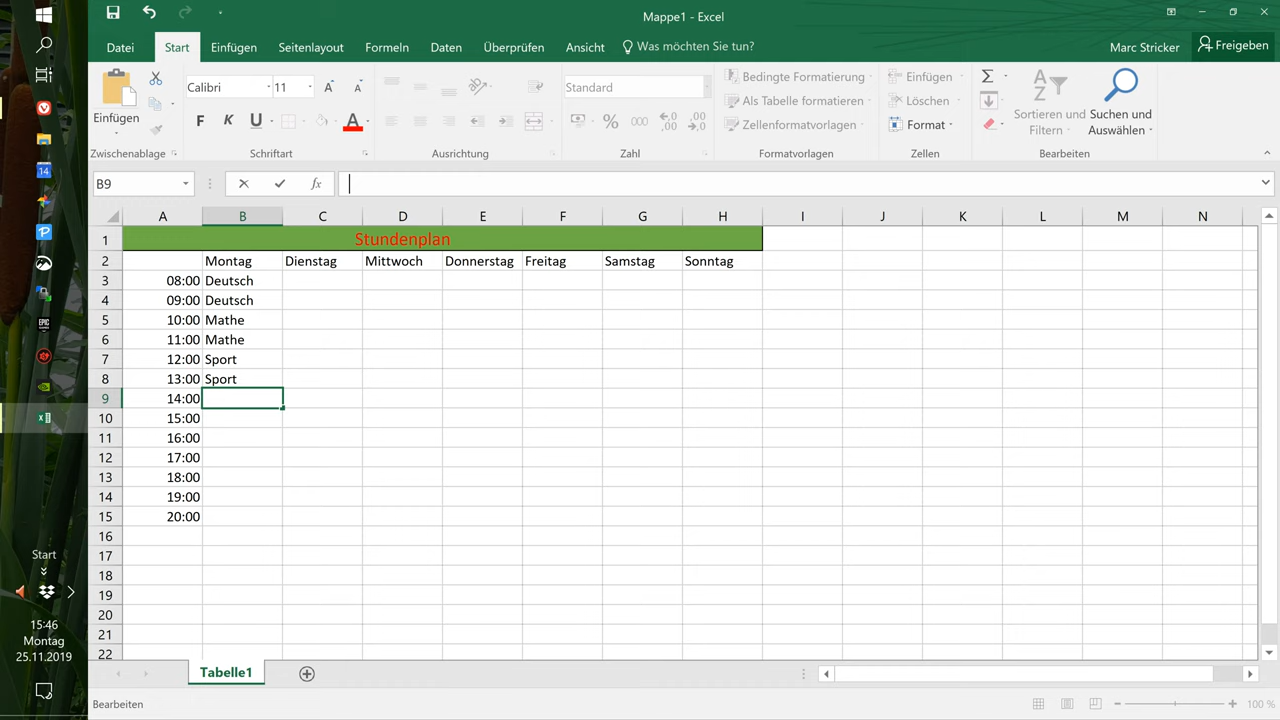 Mappe1 - Excel
Datei Start Einfügen Seitenlayout Formeln Daten Überprüfen Ansicht Was möchten Sie tun? Marc Stricker Freigeben
Einfügen
Zwischenablage
Calibri 11
F K U A
Schriftart
Ausrichtung
Standard
% 000 ,00
Zahl
Bedingte Formatierung
Als Tabelle formatieren
Zellenformatvorlagen
Formatvorlagen
Einfügen
Löschen
Format
Zellen
Sortieren und Filtern
Suchen und Auswählen
Bearbeiten
B9 fx
A B C D E F G H I J K L M N
1 Stundenplan
2 Montag Dienstag Mittwoch Donnerstag Freitag Samstag Sonntag
3 08:00 Deutsch
4 09:00 Deutsch
5 10:00 Mathe
6 11:00 Mathe
7 12:00 Sport
8 13:00 Sport
9 14:00
10 15:00
11 16:00
12 17:00
13 18:00
14 19:00
15 20:00
16
17
18
19
20
21
22
Tabelle1
Bearbeiten
100 %
14
EPIC
Start
15:46
Montag
25.11.2019